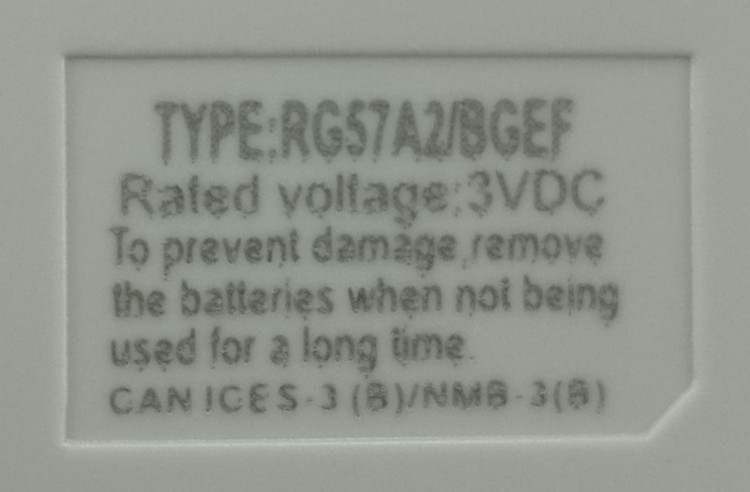 TYPE:RG57A2/BGEF
Rated voltage:3VDC
To prevent damage,remove
the batteries when not being
used for a long time.
CAN ICES-3 (B)/NMB-3(B)